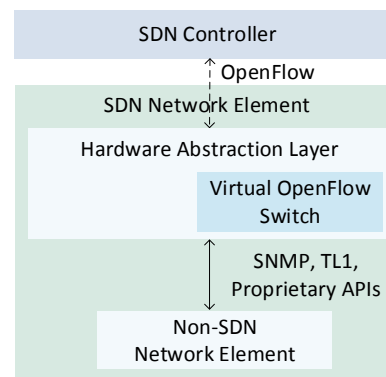 SDN Controller
OpenFlow
SDN Network Element
Hardware Abstraction Layer
Virtual OpenFlow
Switch
SNMP, TL1,
Proprietary APIs
Non-SDN
Network Element